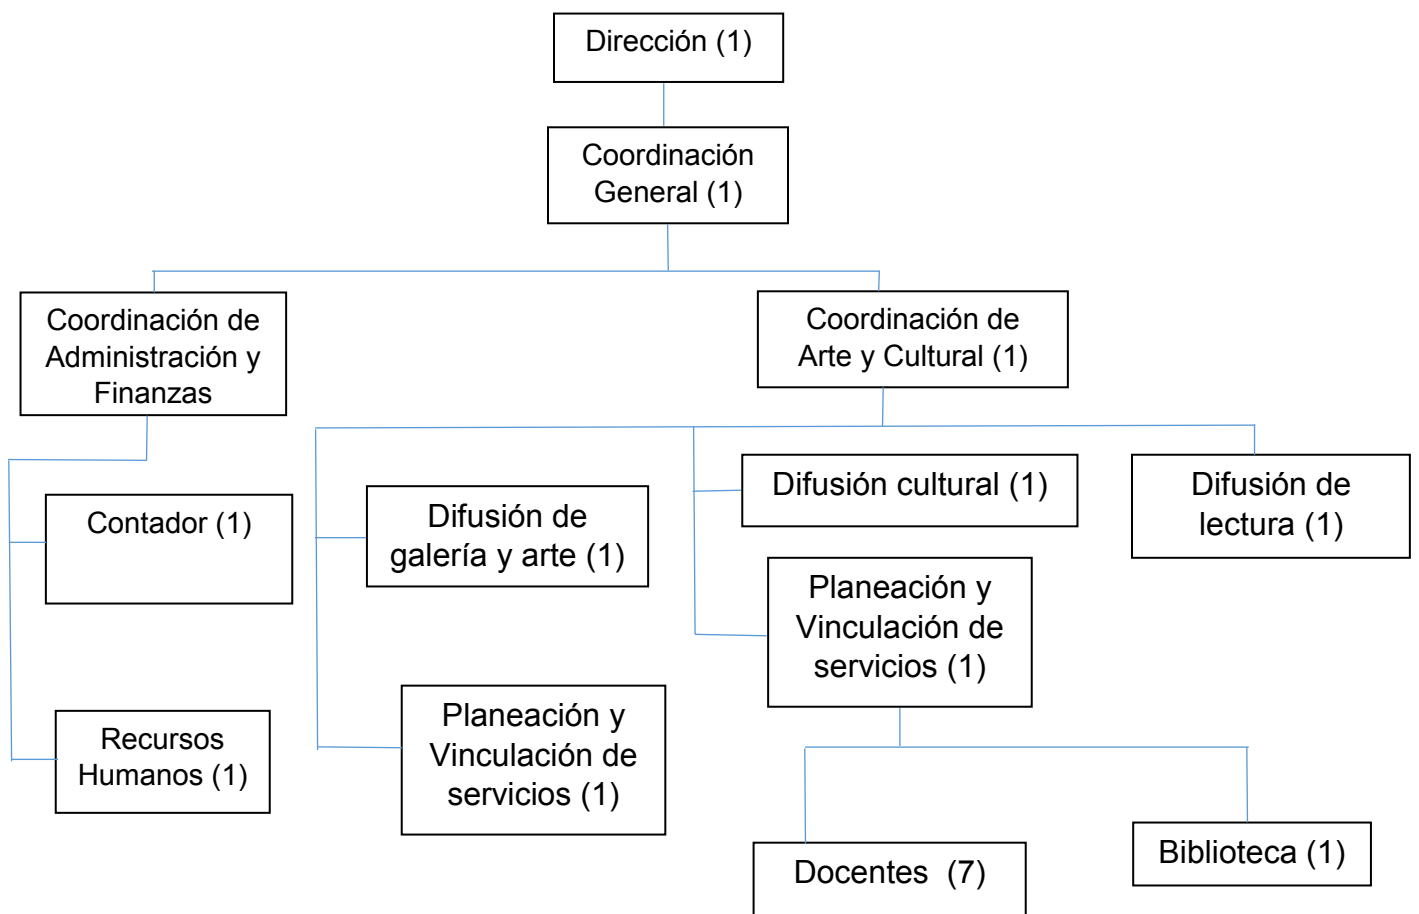 Dirección (1)
Coordinación
General (1)
Coordinación de
Administración y
Finanzas
Coordinación de
Arte y Cultural (1)
Contador (1)
Difusión de
galería y arte (1)
Difusión cultural (1)
Difusión de
lectura (1)
Planeación y
Vinculación de
servicios (1)
Recursos
Humanos (1)
Planeación y
Vinculación de
servicios (1)
Docentes  (7)
Biblioteca (1)